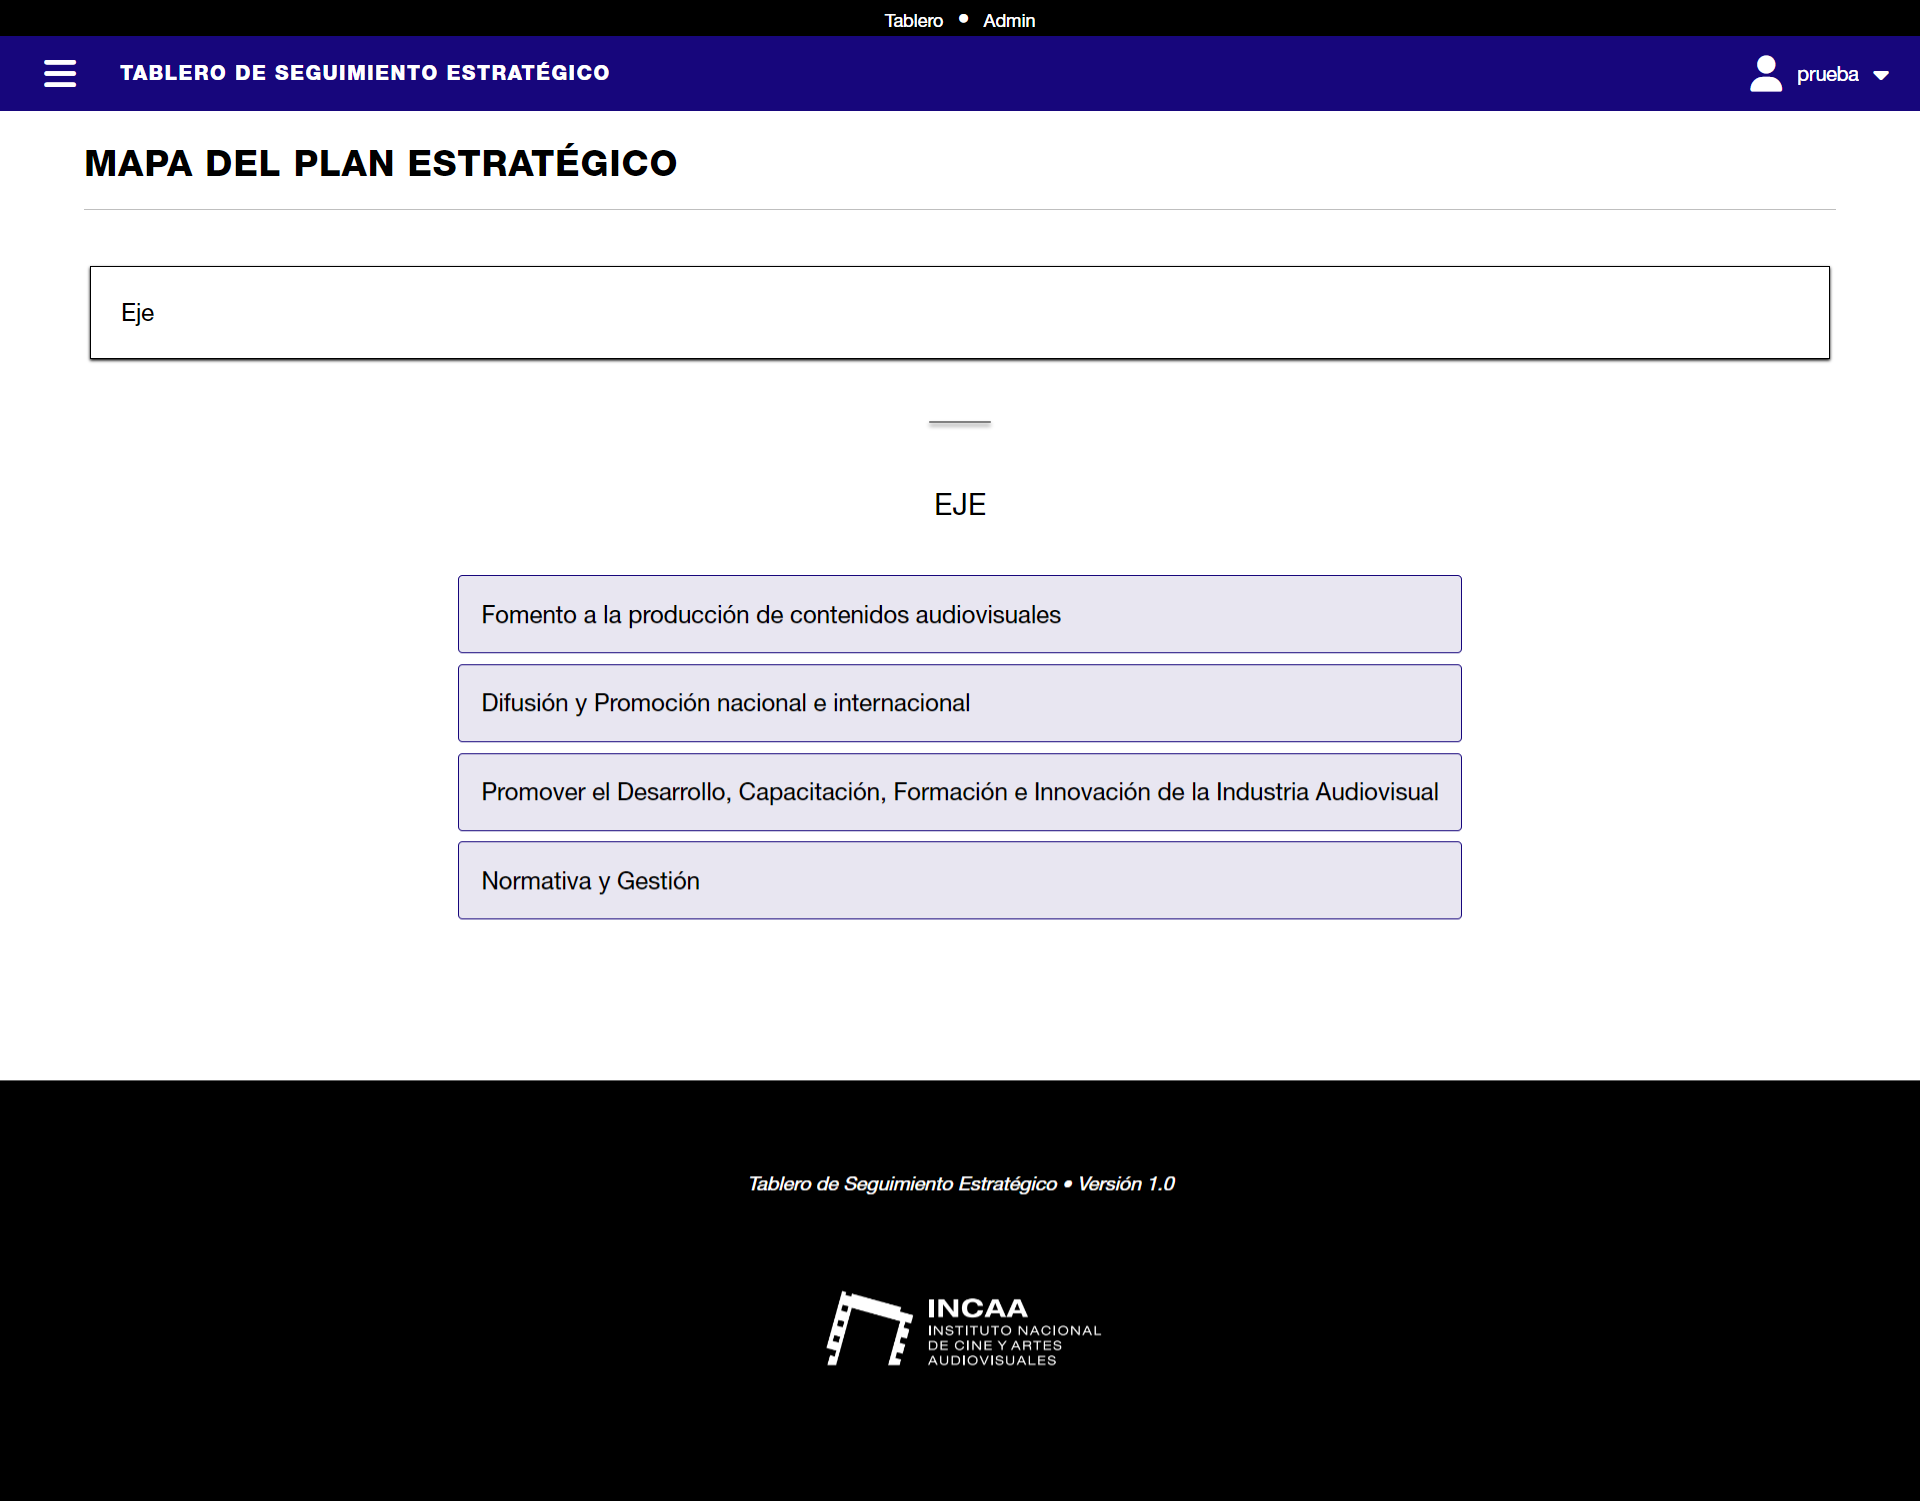 Tablero • Admin
TABLERO DE SEGUIMIENTO ESTRATÉGICO
prueba
MAPA DEL PLAN ESTRATÉGICO
Eje
EJE
Fomento a la producción de contenidos audiovisuales
Difusión y Promoción nacional e internacional
Promover el Desarrollo, Capacitación, Formación e Innovación de la Industria Audiovisual
Normativa y Gestión
Tablero de Seguimiento Estratégico • Versión 1.0
INCAA
INSTITUTO NACIONAL
DE CINE Y ARTES
AUDIOVISUALES